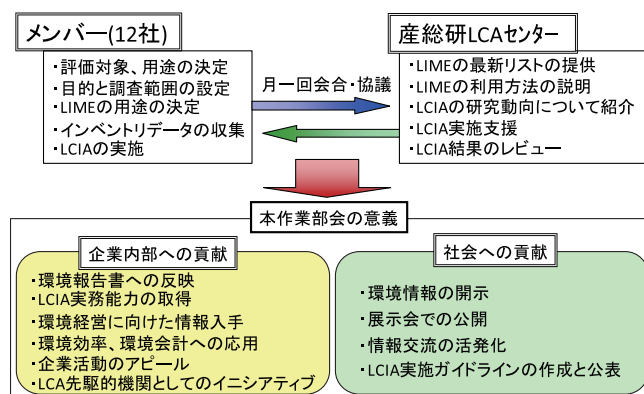 メンバー(12社)
・評価対象、用途の決定
・目的と調査範囲の設定
・LIMEの用途の決定
・インベントリデータの収集
・LCIAの実施
月一回会合・協議
産総研LCAセンター
・LIMEの最新リストの提供
・LIMEの利用方法の説明
・LCIAの研究動向について紹介
・LCIA実施支援
・LCIA結果のレビュー
本作業部会の意義
企業内部への貢献
・環境報告書への反映
・LCIA実務能力の取得
・環境経営に向けた情報入手
・環境効率、環境会計への応用
・企業活動のアピール
・LCA先駆的機関としてのイニシアティブ
社会への貢献
・環境情報の開示
・展示会での公開
・情報交流の活発化
・LCIA実施ガイドラインの作成と公表